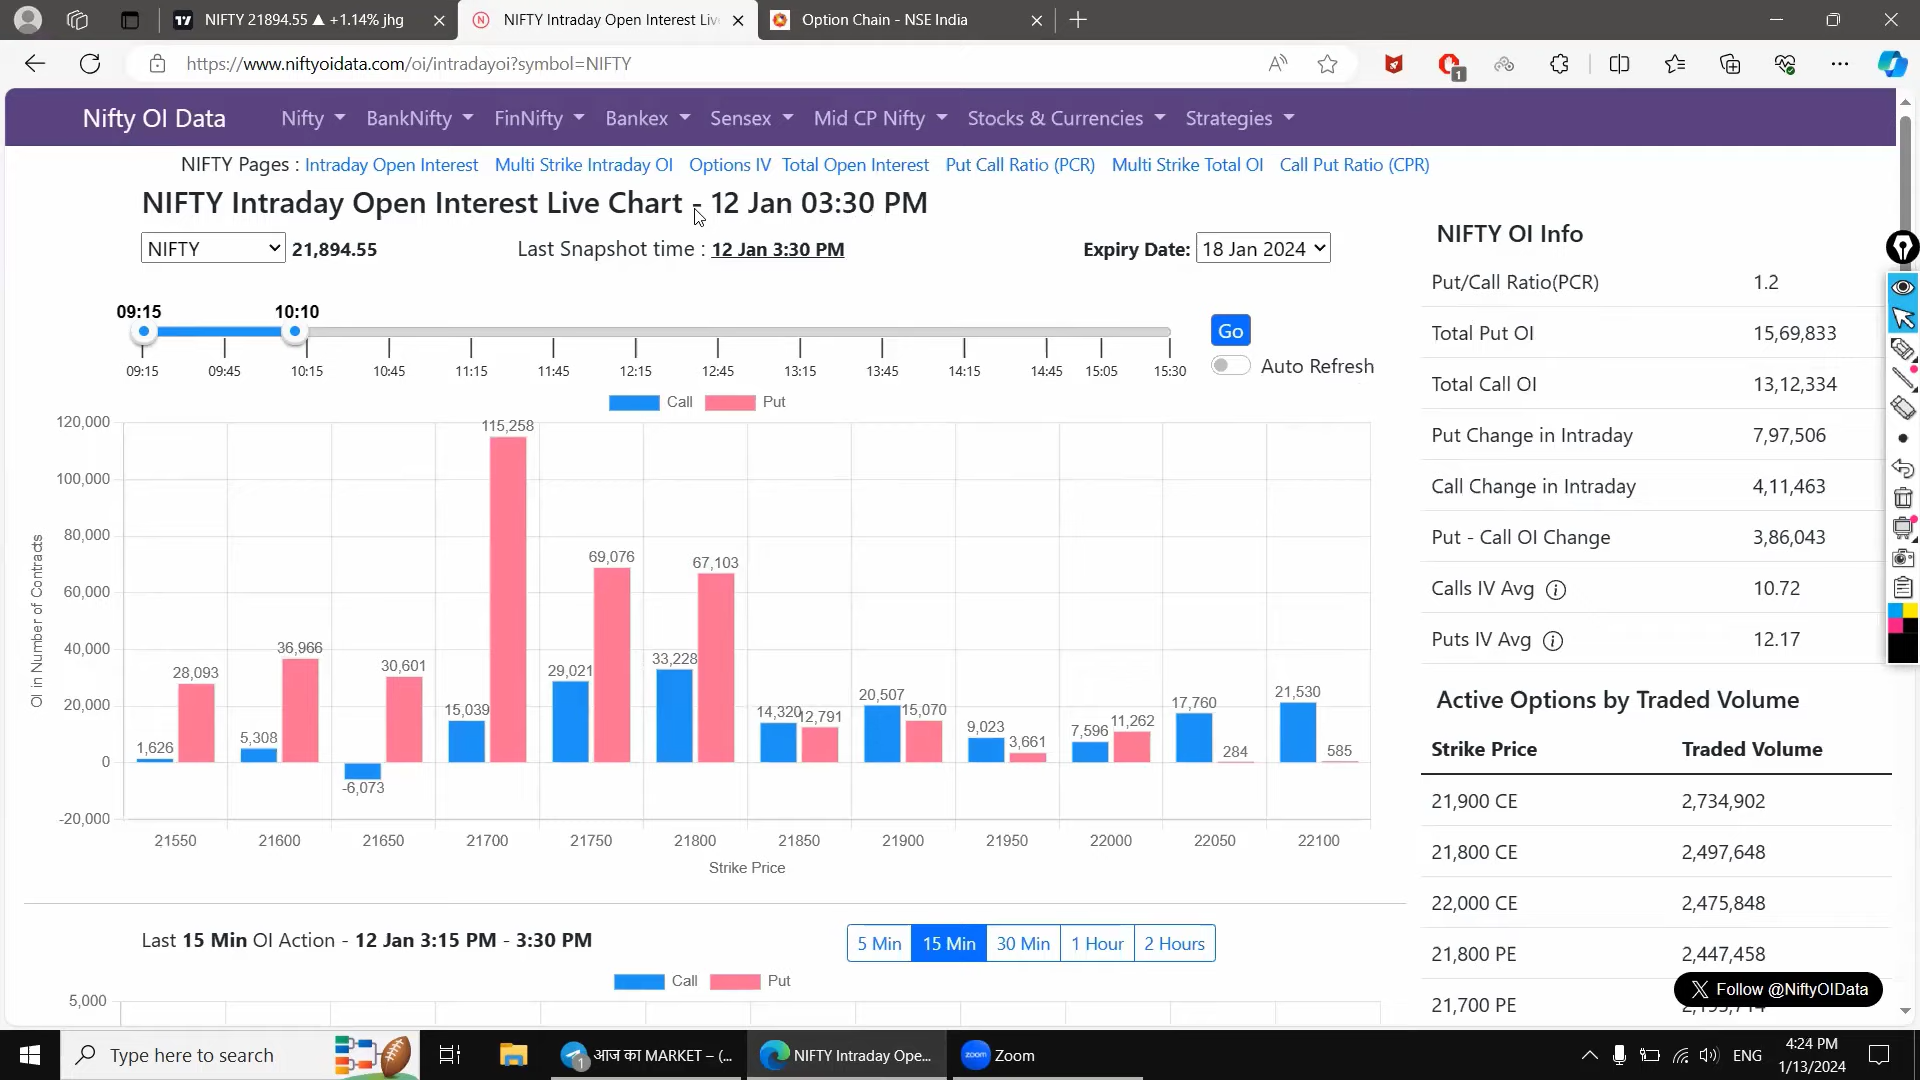 NIFTY 21894.55 ▲ +1.14% jhg
NIFTY Intraday Open Interest Liv
Option Chain - NSE India
https://www.niftyoidata.com/oi/intradayoi?symbol=NIFTY
1
Nifty OI Data
Nifty
BankNifty
FinNifty
Bankex
Sensex
Mid CP Nifty
Stocks & Currencies
Strategies
NIFTY Pages : Intraday Open Interest Multi Strike Intraday OI Options IV Total Open Interest Put Call Ratio (PCR) Multi Strike Total OI Call Put Ratio (CPR)
NIFTY Intraday Open Interest Live Chart - 12 Jan 03:30 PM
NIFTY 21,894.55
Last Snapshot time : 12 Jan 3:30 PM
Expiry Date: 18 Jan 2024
09:15 10:10
09:15 09:45 10:15 10:45 11:15 11:45 12:15 12:45 13:15 13:45 14:15 14:45 15:05 15:30
Go
Auto Refresh
Call Put
OI in Number of Contracts
120,000
100,000
80,000
60,000
40,000
20,000
0
-20,000
1,626 28,093
5,308 36,966
-6,073 30,601
15,039 115,258
29,021 69,076
33,228 67,103
14,320 12,791
20,507 15,070
9,023 3,661
7,596 11,262
17,760 284
21,530 585
21550 21600 21650 21700 21750 21800 21850 21900 21950 22000 22050 22100
Strike Price
Last 15 Min OI Action - 12 Jan 3:15 PM - 3:30 PM
5 Min 15 Min 30 Min 1 Hour 2 Hours
Call Put
5,000
NIFTY OI Info
Put/Call Ratio(PCR) 1.2
Total Put OI 15,69,833
Total Call OI 13,12,334
Put Change in Intraday 7,97,506
Call Change in Intraday 4,11,463
Put - Call OI Change 3,86,043
Calls IV Avg 10.72
Puts IV Avg 12.17
Active Options by Traded Volume
Strike Price Traded Volume
21,900 CE 2,734,902
21,800 CE 2,497,648
22,000 CE 2,475,848
21,800 PE 2,447,458
21,700 PE
Follow @NiftyOIData
Type here to search
1
आज का MARKET – (...
NIFTY Intraday Ope...
zoom
Zoom
ENG
4:24 PM
1/13/2024